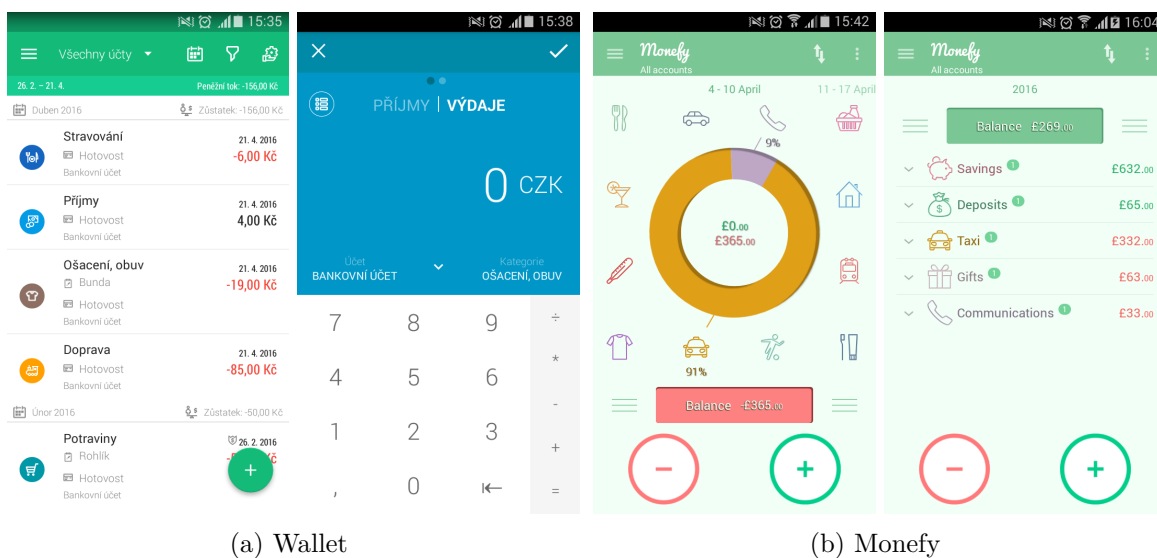 15:35
Všechny účty
26. 2. – 21. 4. Peněžní tok: -156,00 Kč
Duben 2016 Zůstatek: -156,00 Kč
Stravování 21. 4. 2016
Hotovost -6,00 Kč
Bankovní účet
Příjmy 21. 4. 2016
Hotovost 4,00 Kč
Bankovní účet
Ošacení, obuv 21. 4. 2016
Bunda -19,00 Kč
Hotovost
Bankovní účet
Doprava 21. 4. 2016
Hotovost -85,00 Kč
Bankovní účet
Únor 2016 Zůstatek: -50,00 Kč
Potraviny 26. 2. 2016
Rohlík
Hotovost
Bankovní účet
+
15:38
PŘÍJMY | VÝDAJE
0 CZK
Účet Kategorie
BANKOVNÍ ÚČET OŠACENÍ, OBUV
7 8 9 ÷
*
4 5 6
-
1 2 3
+
, 0 =
(a) Wallet
15:42
Monefy
All accounts
4 - 10 April 11 - 17 April
9%
£0.00
£365.00
91%
Balance -£365.00
- +
16:04
Monefy
All accounts
2016
Balance £269.00
Savings 1 £632.00
Deposits 1 £65.00
Taxi 1 £332.00
Gifts 1 £63.00
Communications 1 £33.00
- +
(b) Monefy